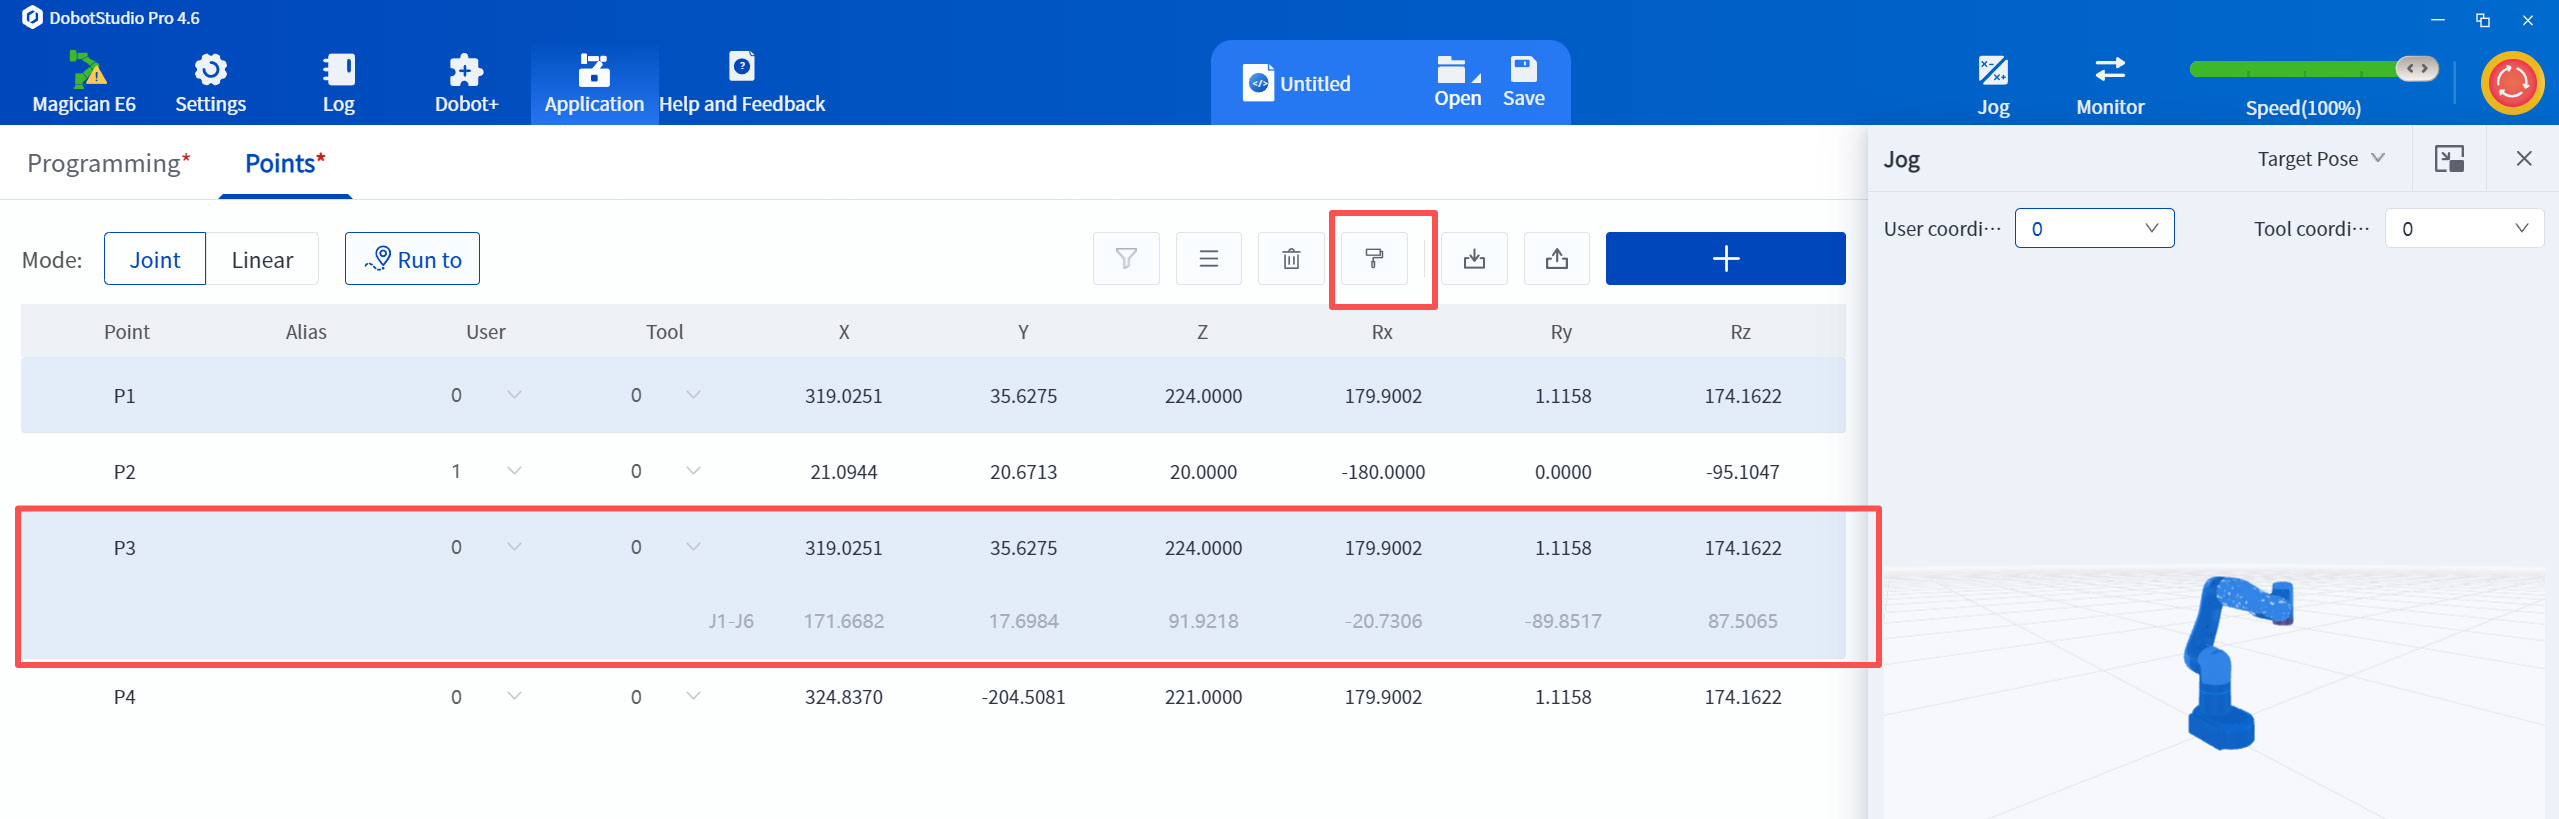 DobotStudio Pro 4.6
Magician E6
Settings
Log
Dobot+
Application
Help and Feedback
Untitled
Open
Save
Jog
Monitor
Speed(100%)
Programming*
Points*
Mode:
Joint
Linear
Run to
Point Alias User Tool X Y Z Rx Ry Rz
P1 0 0 319.0251 35.6275 224.0000 179.9002 1.1158 174.1622
P2 1 0 21.0944 20.6713 20.0000 -180.0000 0.0000 -95.1047
P3 0 0 319.0251 35.6275 224.0000 179.9002 1.1158 174.1622
J1-J6 171.6682 17.6984 91.9218 -20.7306 -89.8517 87.5065
P4 0 0 324.8370 -204.5081 221.0000 179.9002 1.1158 174.1622
Jog
Target Pose
User coordi··· 0
Tool coordi··· 0